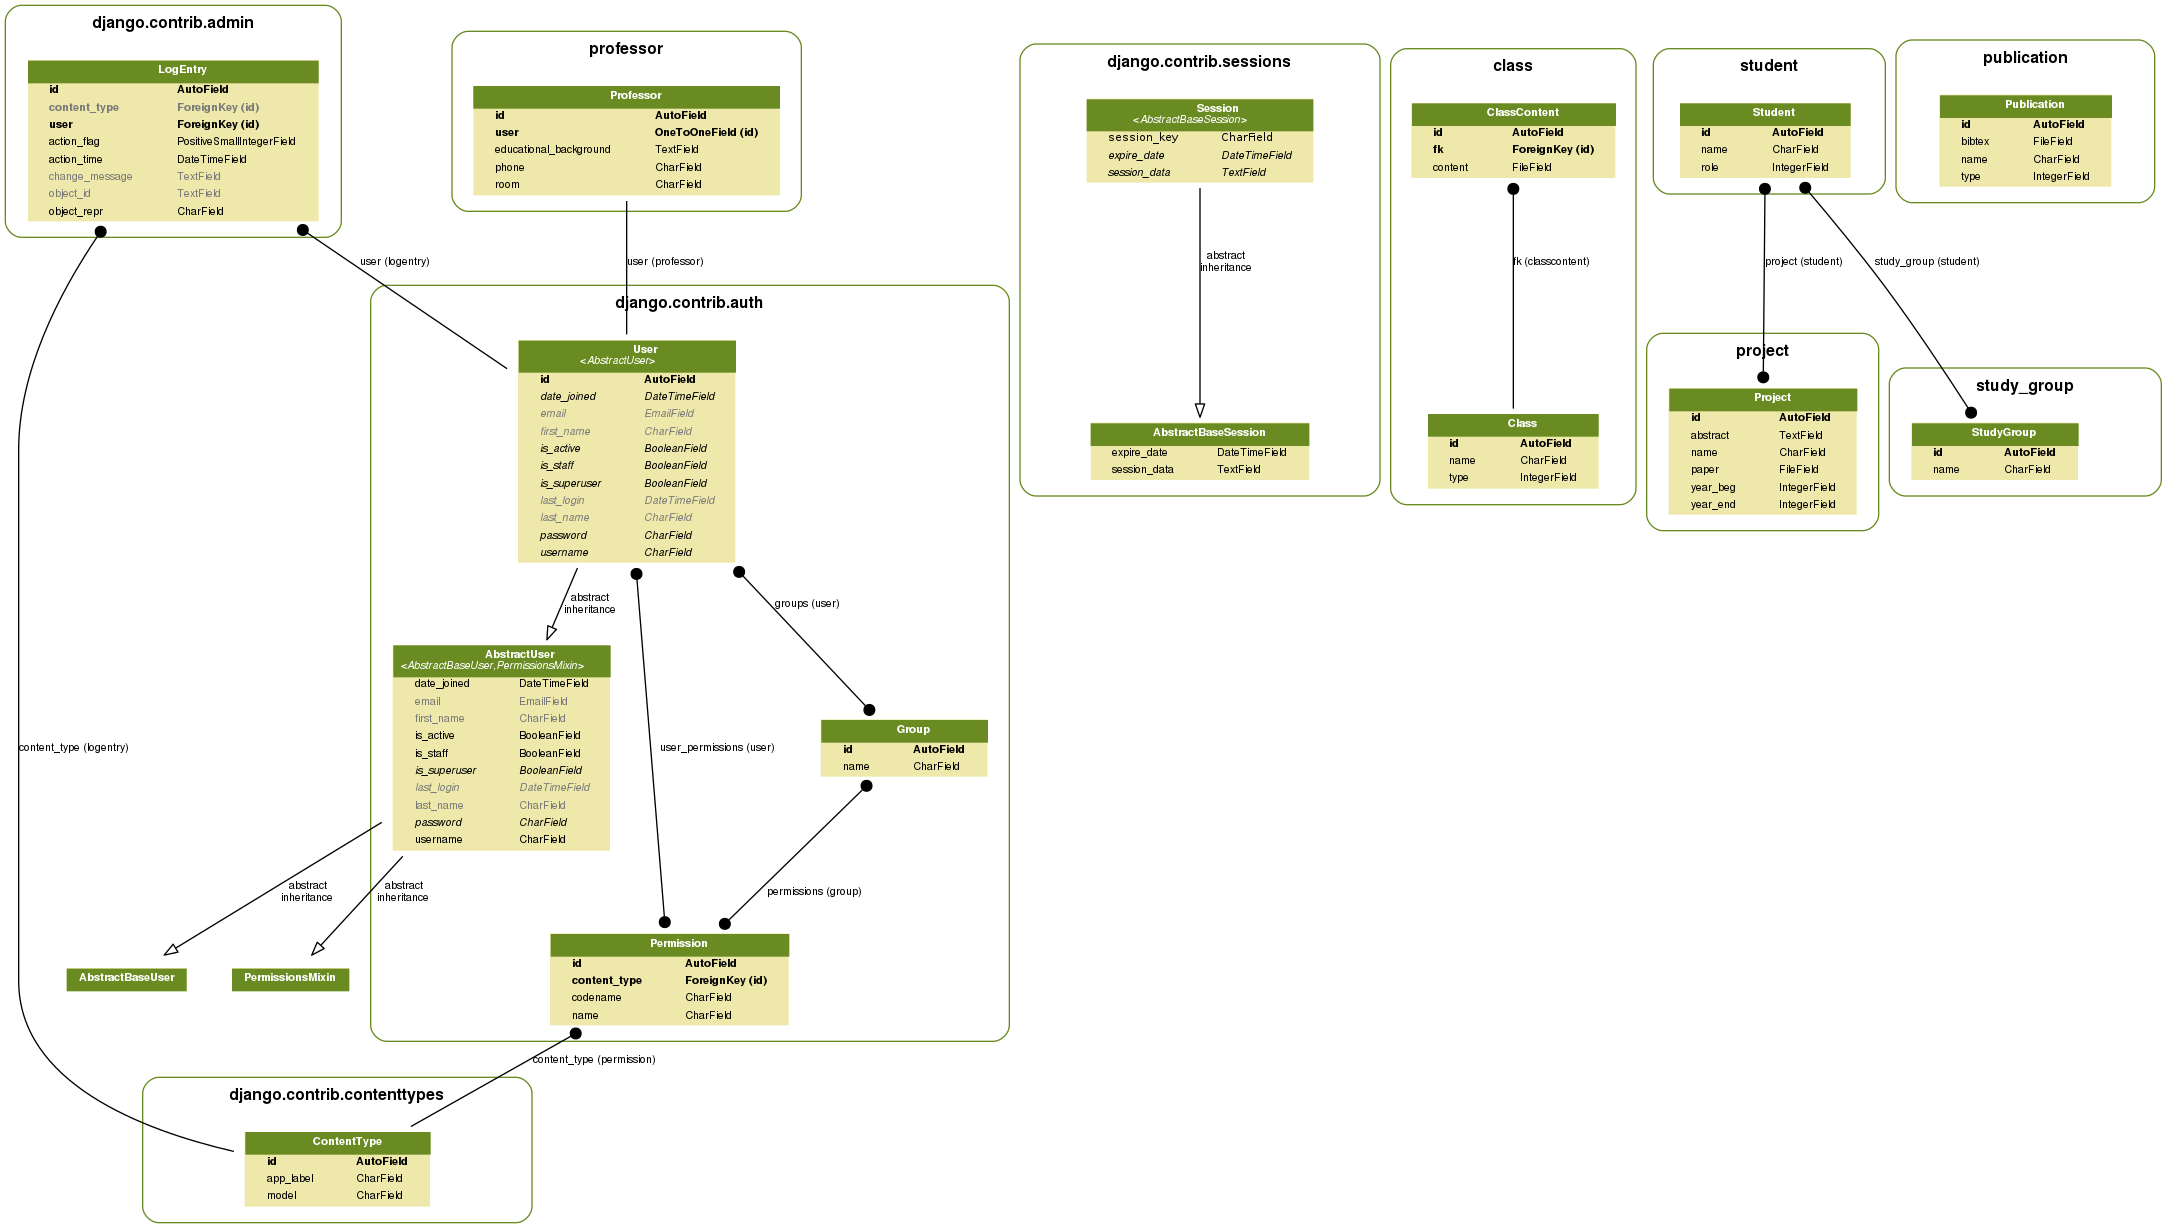 django.contrib.admin
LogEntry
id AutoField
content_type ForeignKey (id)
user ForeignKey (id)
action_flag PositiveSmallIntegerField
action_time DateTimeField
change_message TextField
object_id TextField
object_repr CharField
professor
Professor
id AutoField
user OneToOneField (id)
educational_background TextField
phone CharField
room CharField
django.contrib.sessions
Session
<AbstractBaseSession>
session_key CharField
expire_date DateTimeField
session_data TextField
class
ClassContent
id AutoField
fk ForeignKey (id)
content FileField
student
Student
id AutoField
name CharField
role IntegerField
publication
Publication
id AutoField
bibtex FileField
name CharField
type IntegerField
user (logentry)
user (professor)
abstract
inheritance
fk (classcontent)
project (student)
study_group (student)
django.contrib.auth
User
<AbstractUser>
id AutoField
date_joined DateTimeField
email EmailField
first_name CharField
is_active BooleanField
is_staff BooleanField
is_superuser BooleanField
last_login DateTimeField
last_name CharField
password CharField
username CharField
AbstractBaseSession
expire_date DateTimeField
session_data TextField
Class
id AutoField
name CharField
type IntegerField
project
Project
id AutoField
abstract TextField
name CharField
paper FileField
year_beg IntegerField
year_end IntegerField
study_group
StudyGroup
id AutoField
name CharField
abstract
inheritance
groups (user)
AbstractUser
<AbstractBaseUser,PermissionsMixin>
date_joined DateTimeField
email EmailField
first_name CharField
is_active BooleanField
is_staff BooleanField
is_superuser BooleanField
last_login DateTimeField
last_name CharField
password CharField
username CharField
content_type (logentry)
user_permissions (user)
Group
id AutoField
name CharField
abstract
inheritance
abstract
inheritance
permissions (group)
AbstractBaseUser
PermissionsMixin
Permission
id AutoField
content_type ForeignKey (id)
codename CharField
name CharField
content_type (permission)
django.contrib.contenttypes
ContentType
id AutoField
app_label CharField
model CharField